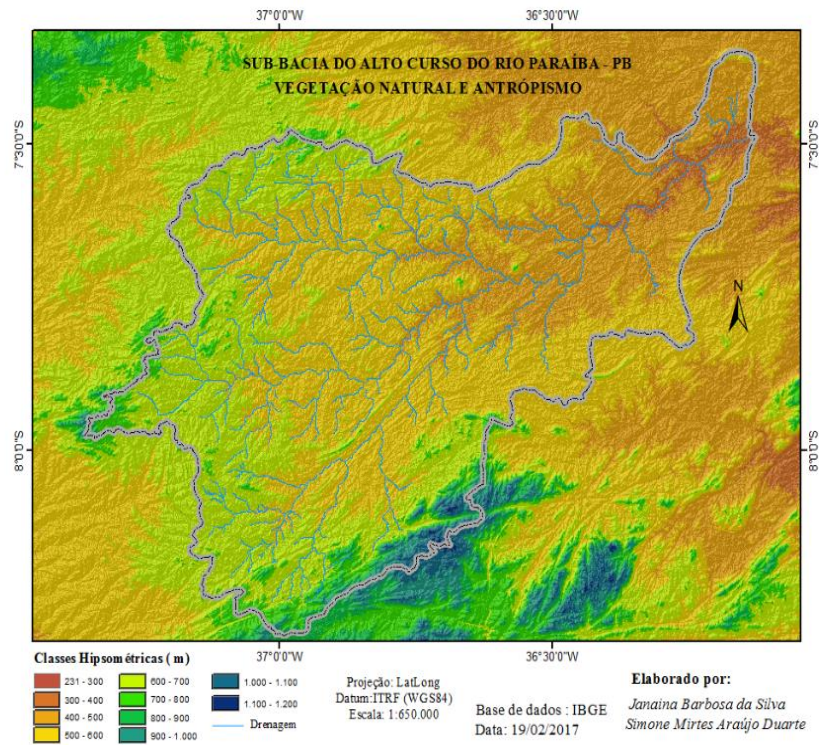 37°0'0"W
36°30'0"W
SUB-BACIA DO ALTO CURSO DO RIO PARAÍBA - PB
VEGETAÇÃO NATURAL E ANTRÓPISMO
7°30'0"S
7°30'0"S
N
8°0'0"S
8°0'0"S
37°0'0"W
36°30'0"W
Classes Hipsométricas ( m )
231 - 300
300 - 400
400 - 500
500 - 600
600 - 700
700 - 800
800 - 900
900 - 1.000
1.000 - 1.100
1.100 - 1.200
Drenagem
Projeção: LatLong
Datum:ITRF (WGS84)
Escala: 1:650.000
Base de dados : IBGE
Data: 19/02/2017
Elaborado por:
Janaina Barbosa da Silva
Simone Mirtes Araújo Duarte